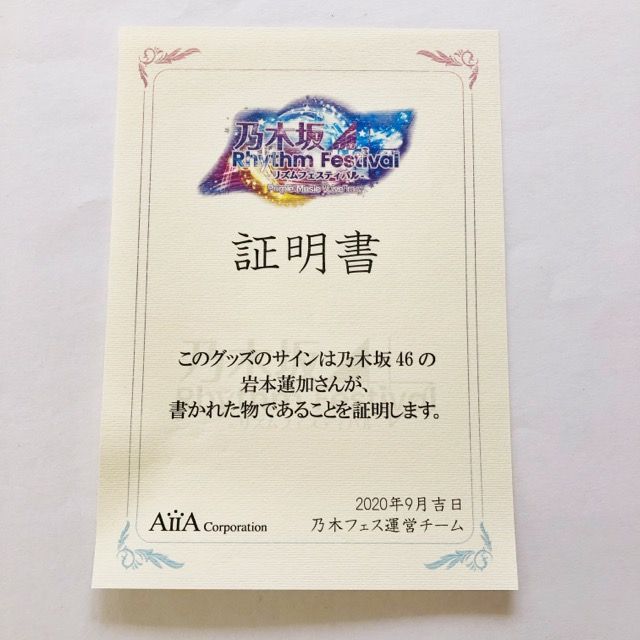 乃木坂
Rhythm Festival
リズムフェスティバル
証明書
このグッズのサインは乃木坂46の
岩本蓮加さんが、
書かれた物であることを証明します。
2020年9月吉日
AiiA Corporation
乃木フェス運営チーム